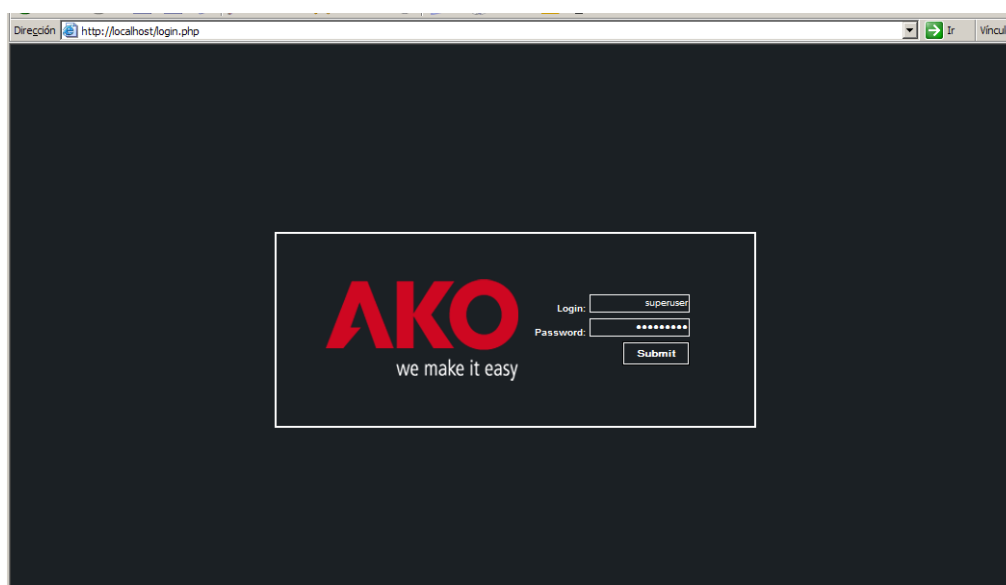 Dirección http://localhost/login.php Ir Víncul
AKO
we make it easy
Login: superuser
Password: •••••••••
Submit